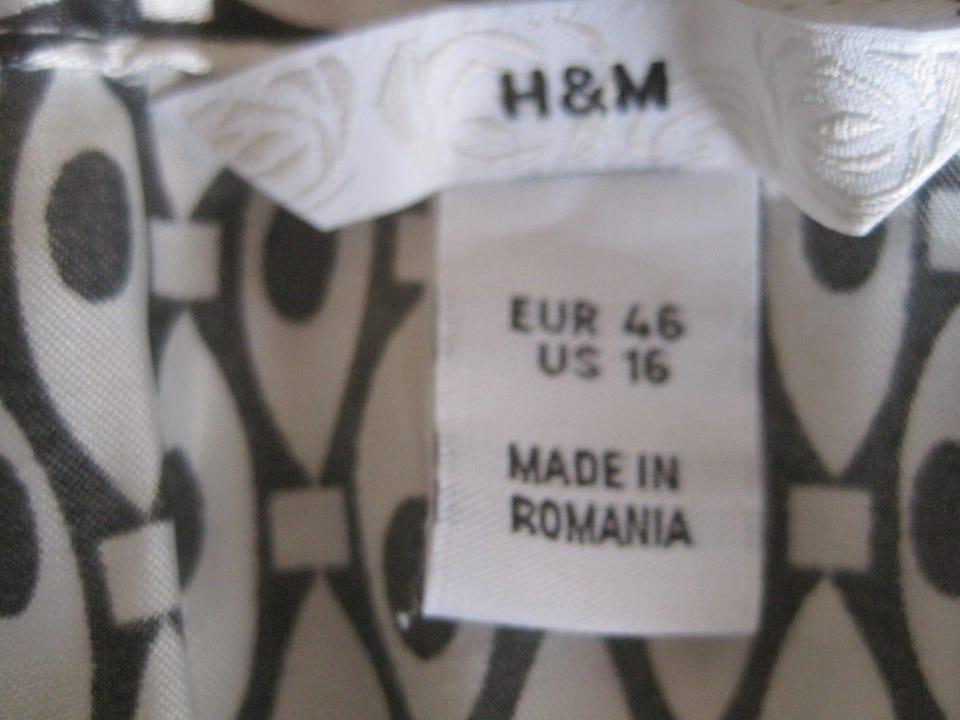 H&M
EUR 46
US 16
MADE IN
ROMANIA